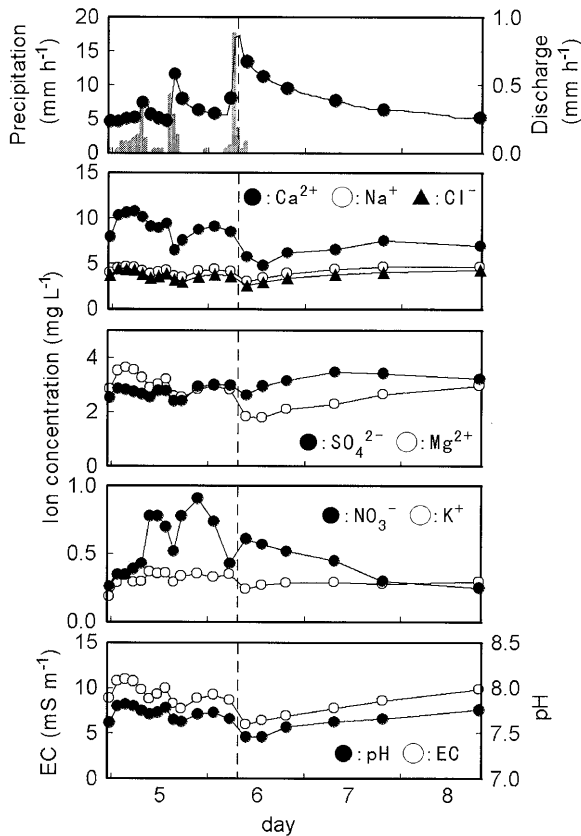 Precipitation
(mm h⁻¹)
20
15
10
5
0
1.0
0.5
0.0
Discharge
(mm h⁻¹)
Ion concentration (mg L⁻¹)
15
10
5
0
●:Ca²⁺ ○:Na⁺ ▲:Cl⁻
4
2
0
●:SO₄²⁻ ○:Mg²⁺
1.0
0.5
0.0
●:NO₃⁻ ○:K⁺
EC (mS m⁻¹)
15
10
5
0
●:pH ○:EC
8.5
8.0
7.5
7.0
pH
5 6 7 8
day